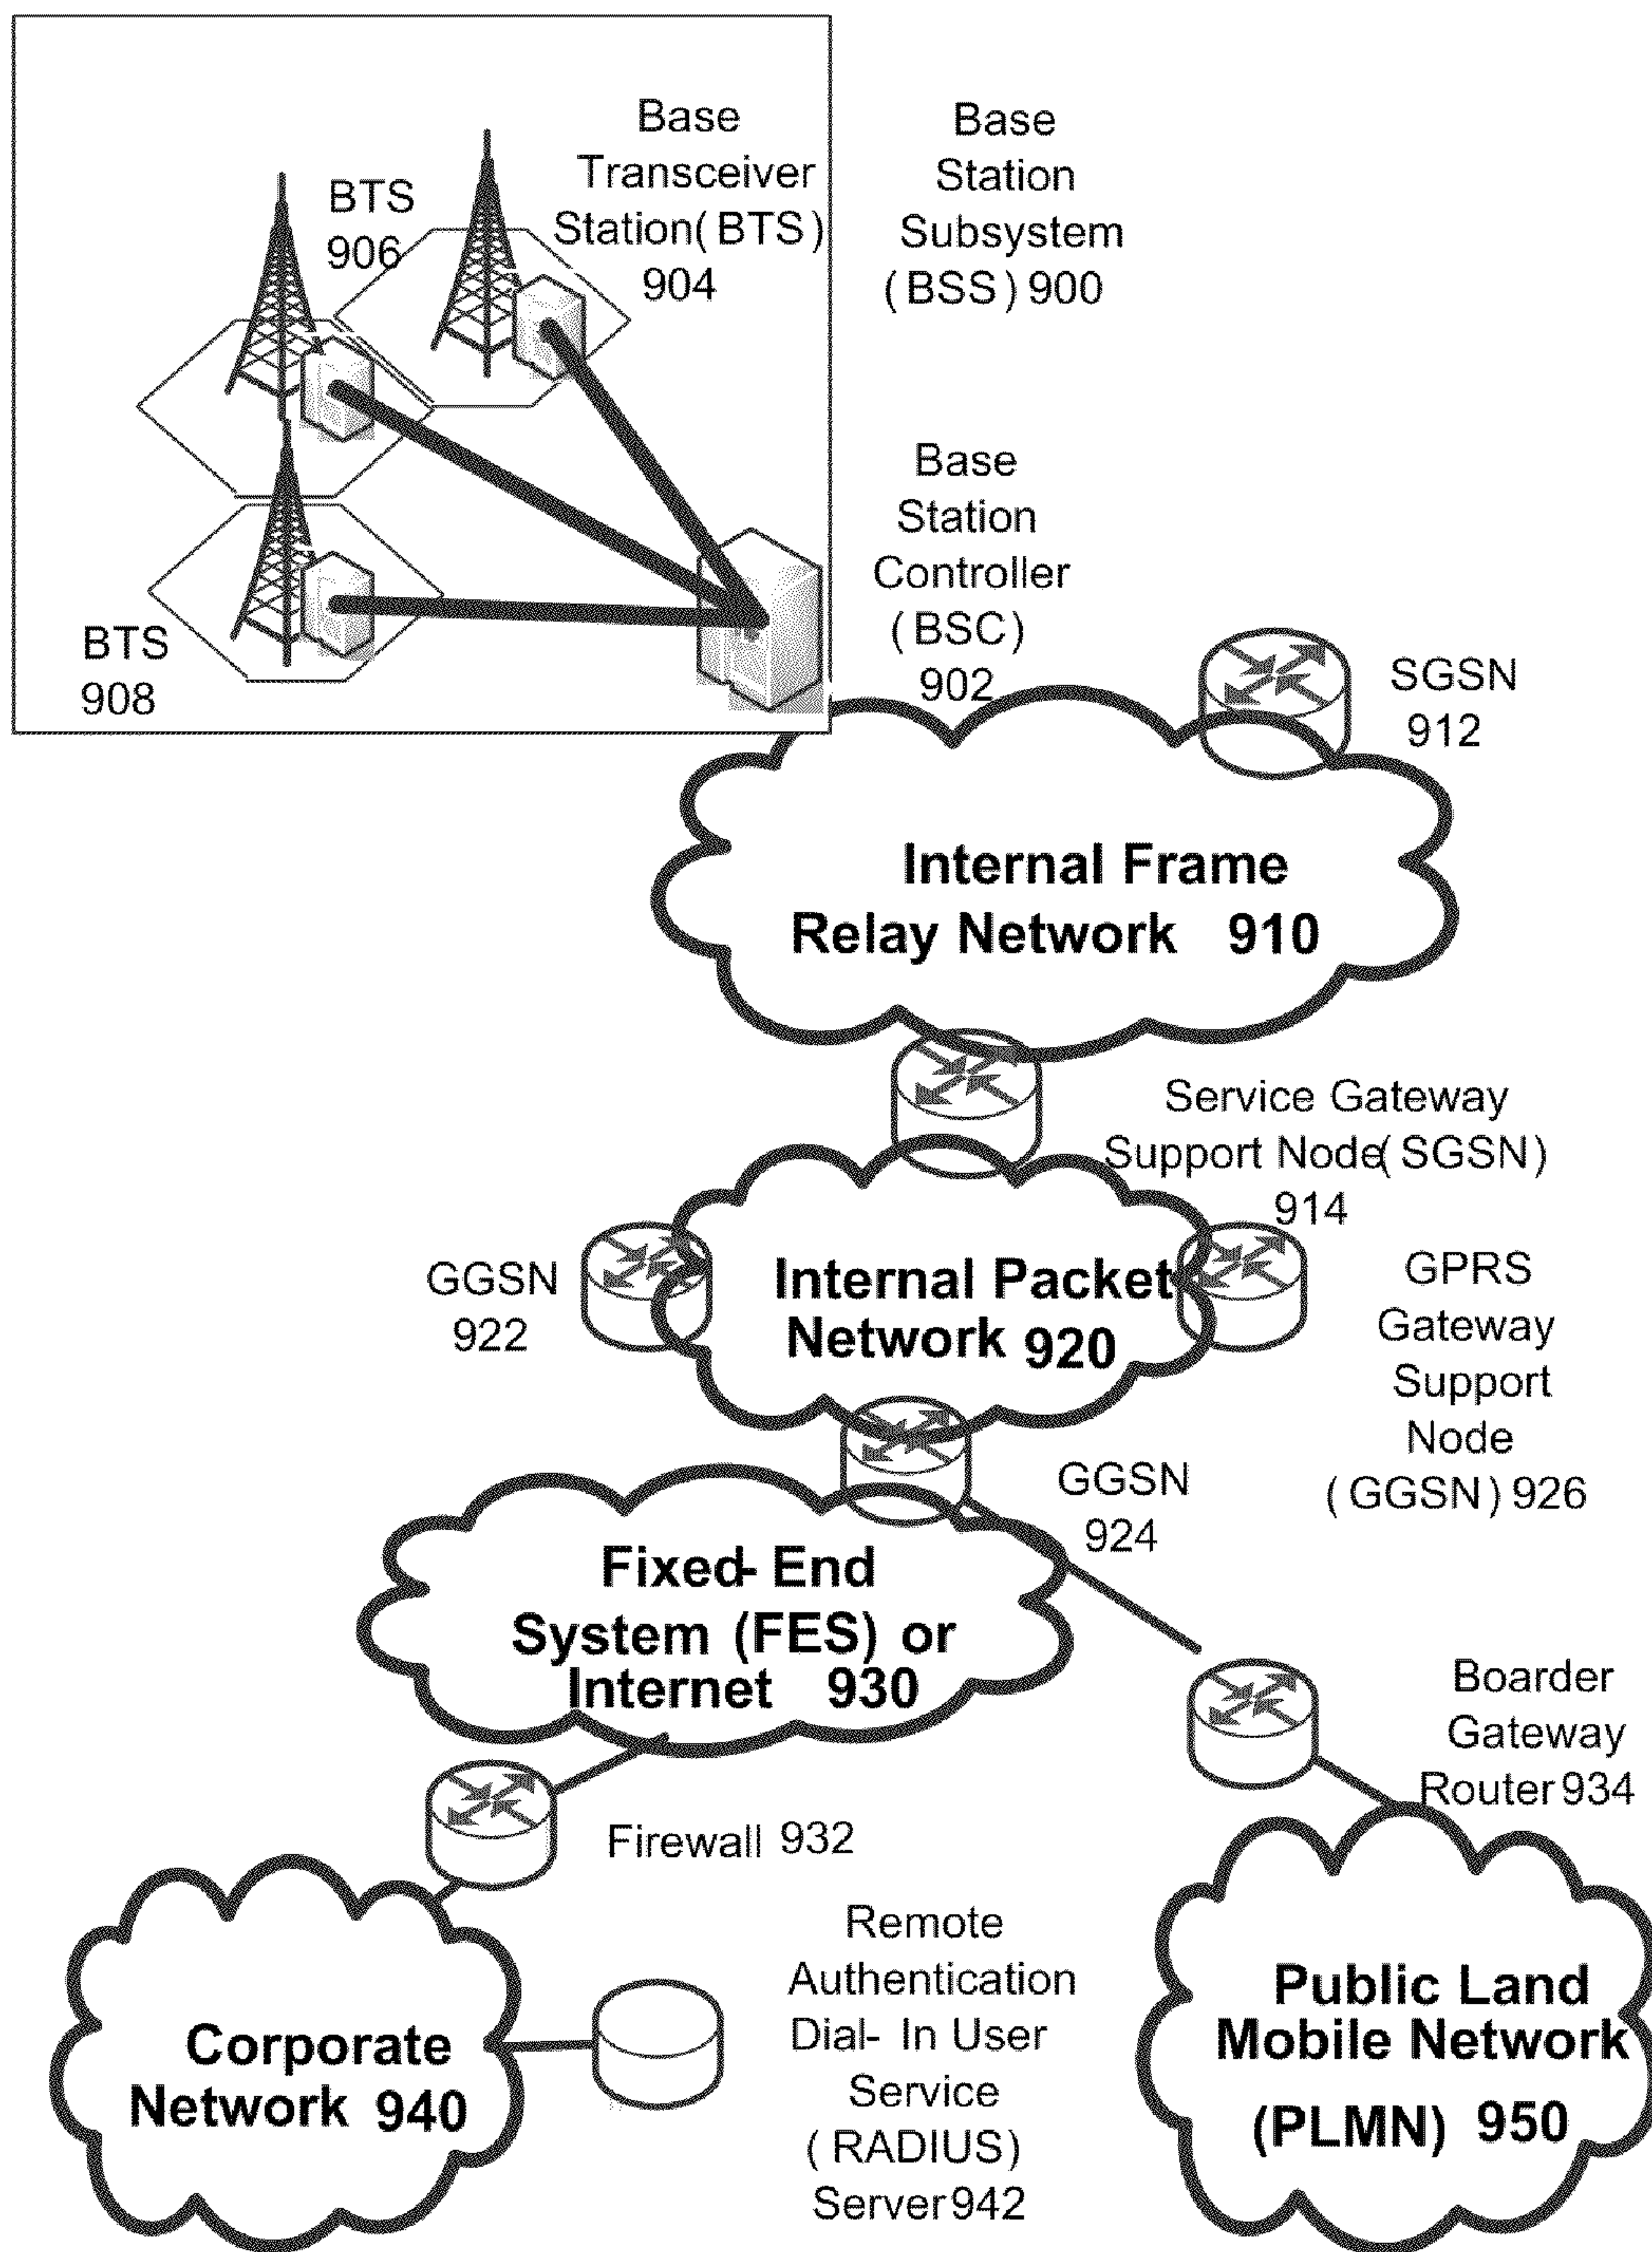 Base
Transceiver
Station(BTS)
904
BTS
906
BTS
908
Base
Station
Subsystem
(BSS) 900
Base
Station
Controller
(BSC)
902
SGSN
912
Internal Frame
Relay Network 910
Service Gateway
Support Node(SGSN)
914
GGSN
922
Internal Packet
Network 920
GPRS
Gateway
Support
Node
(GGSN) 926
GGSN
924
Fixed-End
System (FES) or
Internet 930
Boarder
Gateway
Router 934
Firewall 932
Remote
Authentication
Dial-In User
Service
(RADIUS)
Server 942
Corporate
Network 940
Public Land
Mobile Network
(PLMN) 950